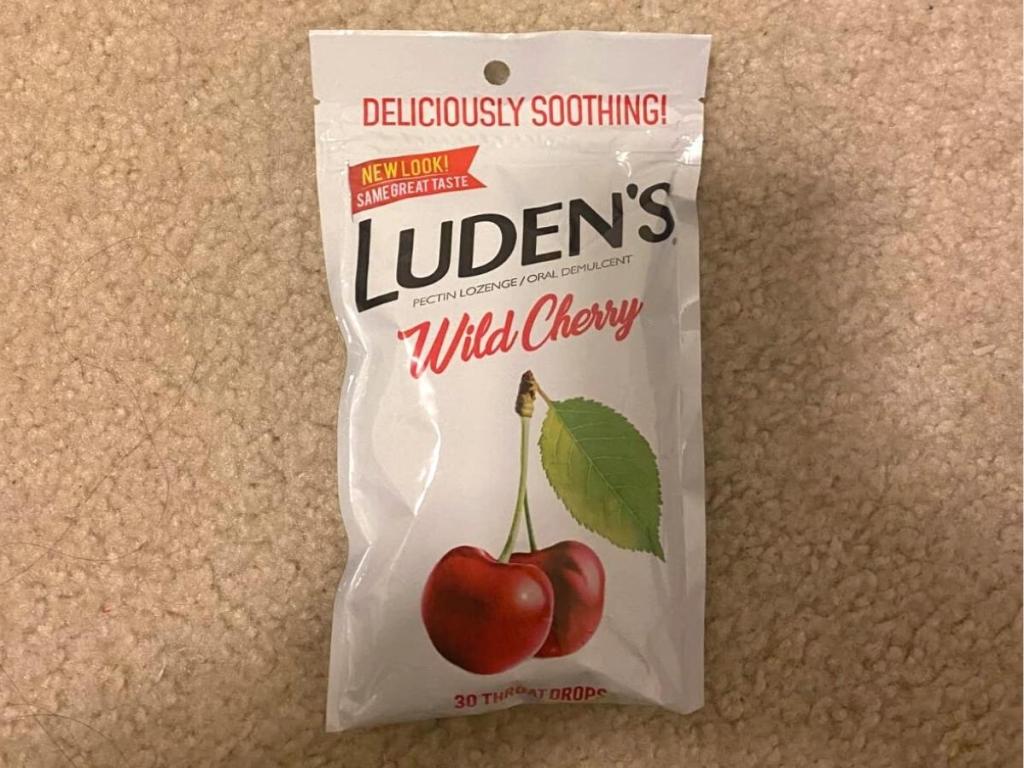 DELICIOUSLY SOOTHING!
NEW LOOK!
SAME GREAT TASTE
LUDEN'S
PECTIN LOZENGE / ORAL DEMULCENT
Wild Cherry
30 THROAT DROPS